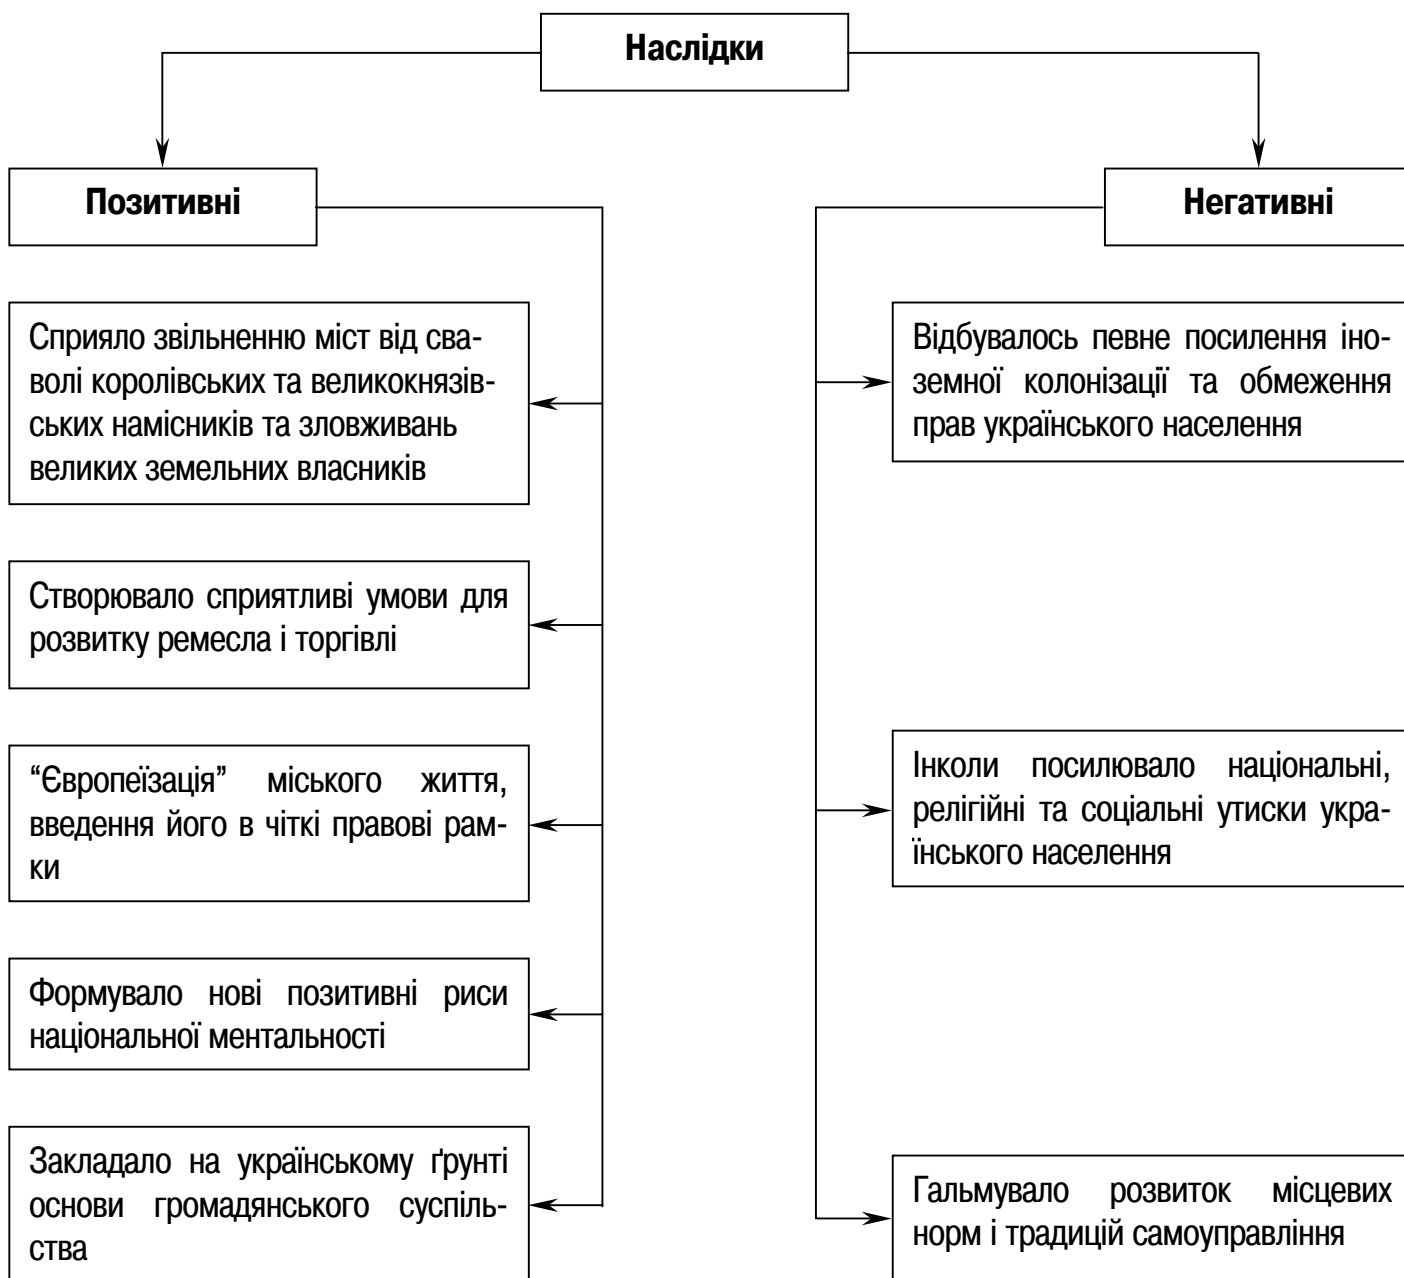 Наслідки
Позитивні
Сприяло звільненню міст від сва-
волі королівських та великокнязів-
ських намісників та зловживань
великих земельних власників
Створювало сприятливі умови для
розвитку ремесла і торгівлі
“Європеїзація” міського життя,
введення його в чіткі правові рам-
ки
Формувало нові позитивні риси
національної ментальності
Закладало на українському ґрунті
основи громадянського суспіль-
ства
Негативні
Відбувалось певне посилення іно-
земної колонізації та обмеження
прав українського населення
Інколи посилювало національні,
релігійні та соціальні утиски укра-
їнського населення
Гальмувало розвиток місцевих
норм і традицій самоуправління